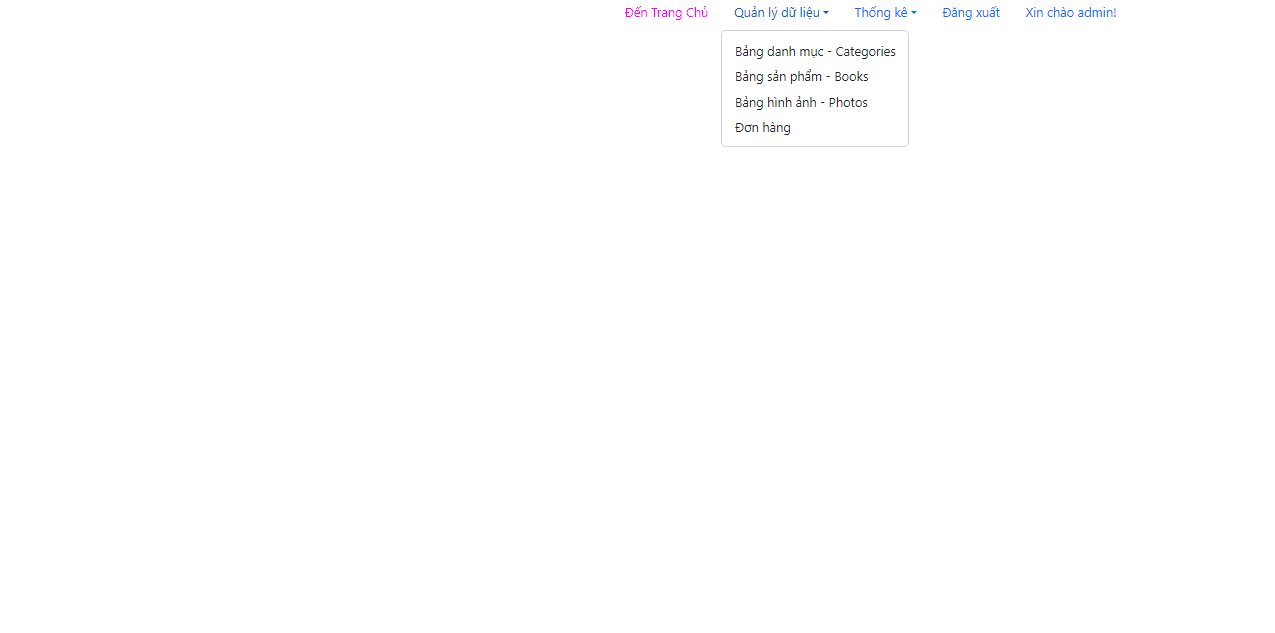 Đến Trang Chủ Quản lý dữ liệu Thống kê Đăng xuất Xin chào admin!
Bảng danh mục - Categories
Bảng sản phẩm - Books
Bảng hình ảnh - Photos
Đơn hàng